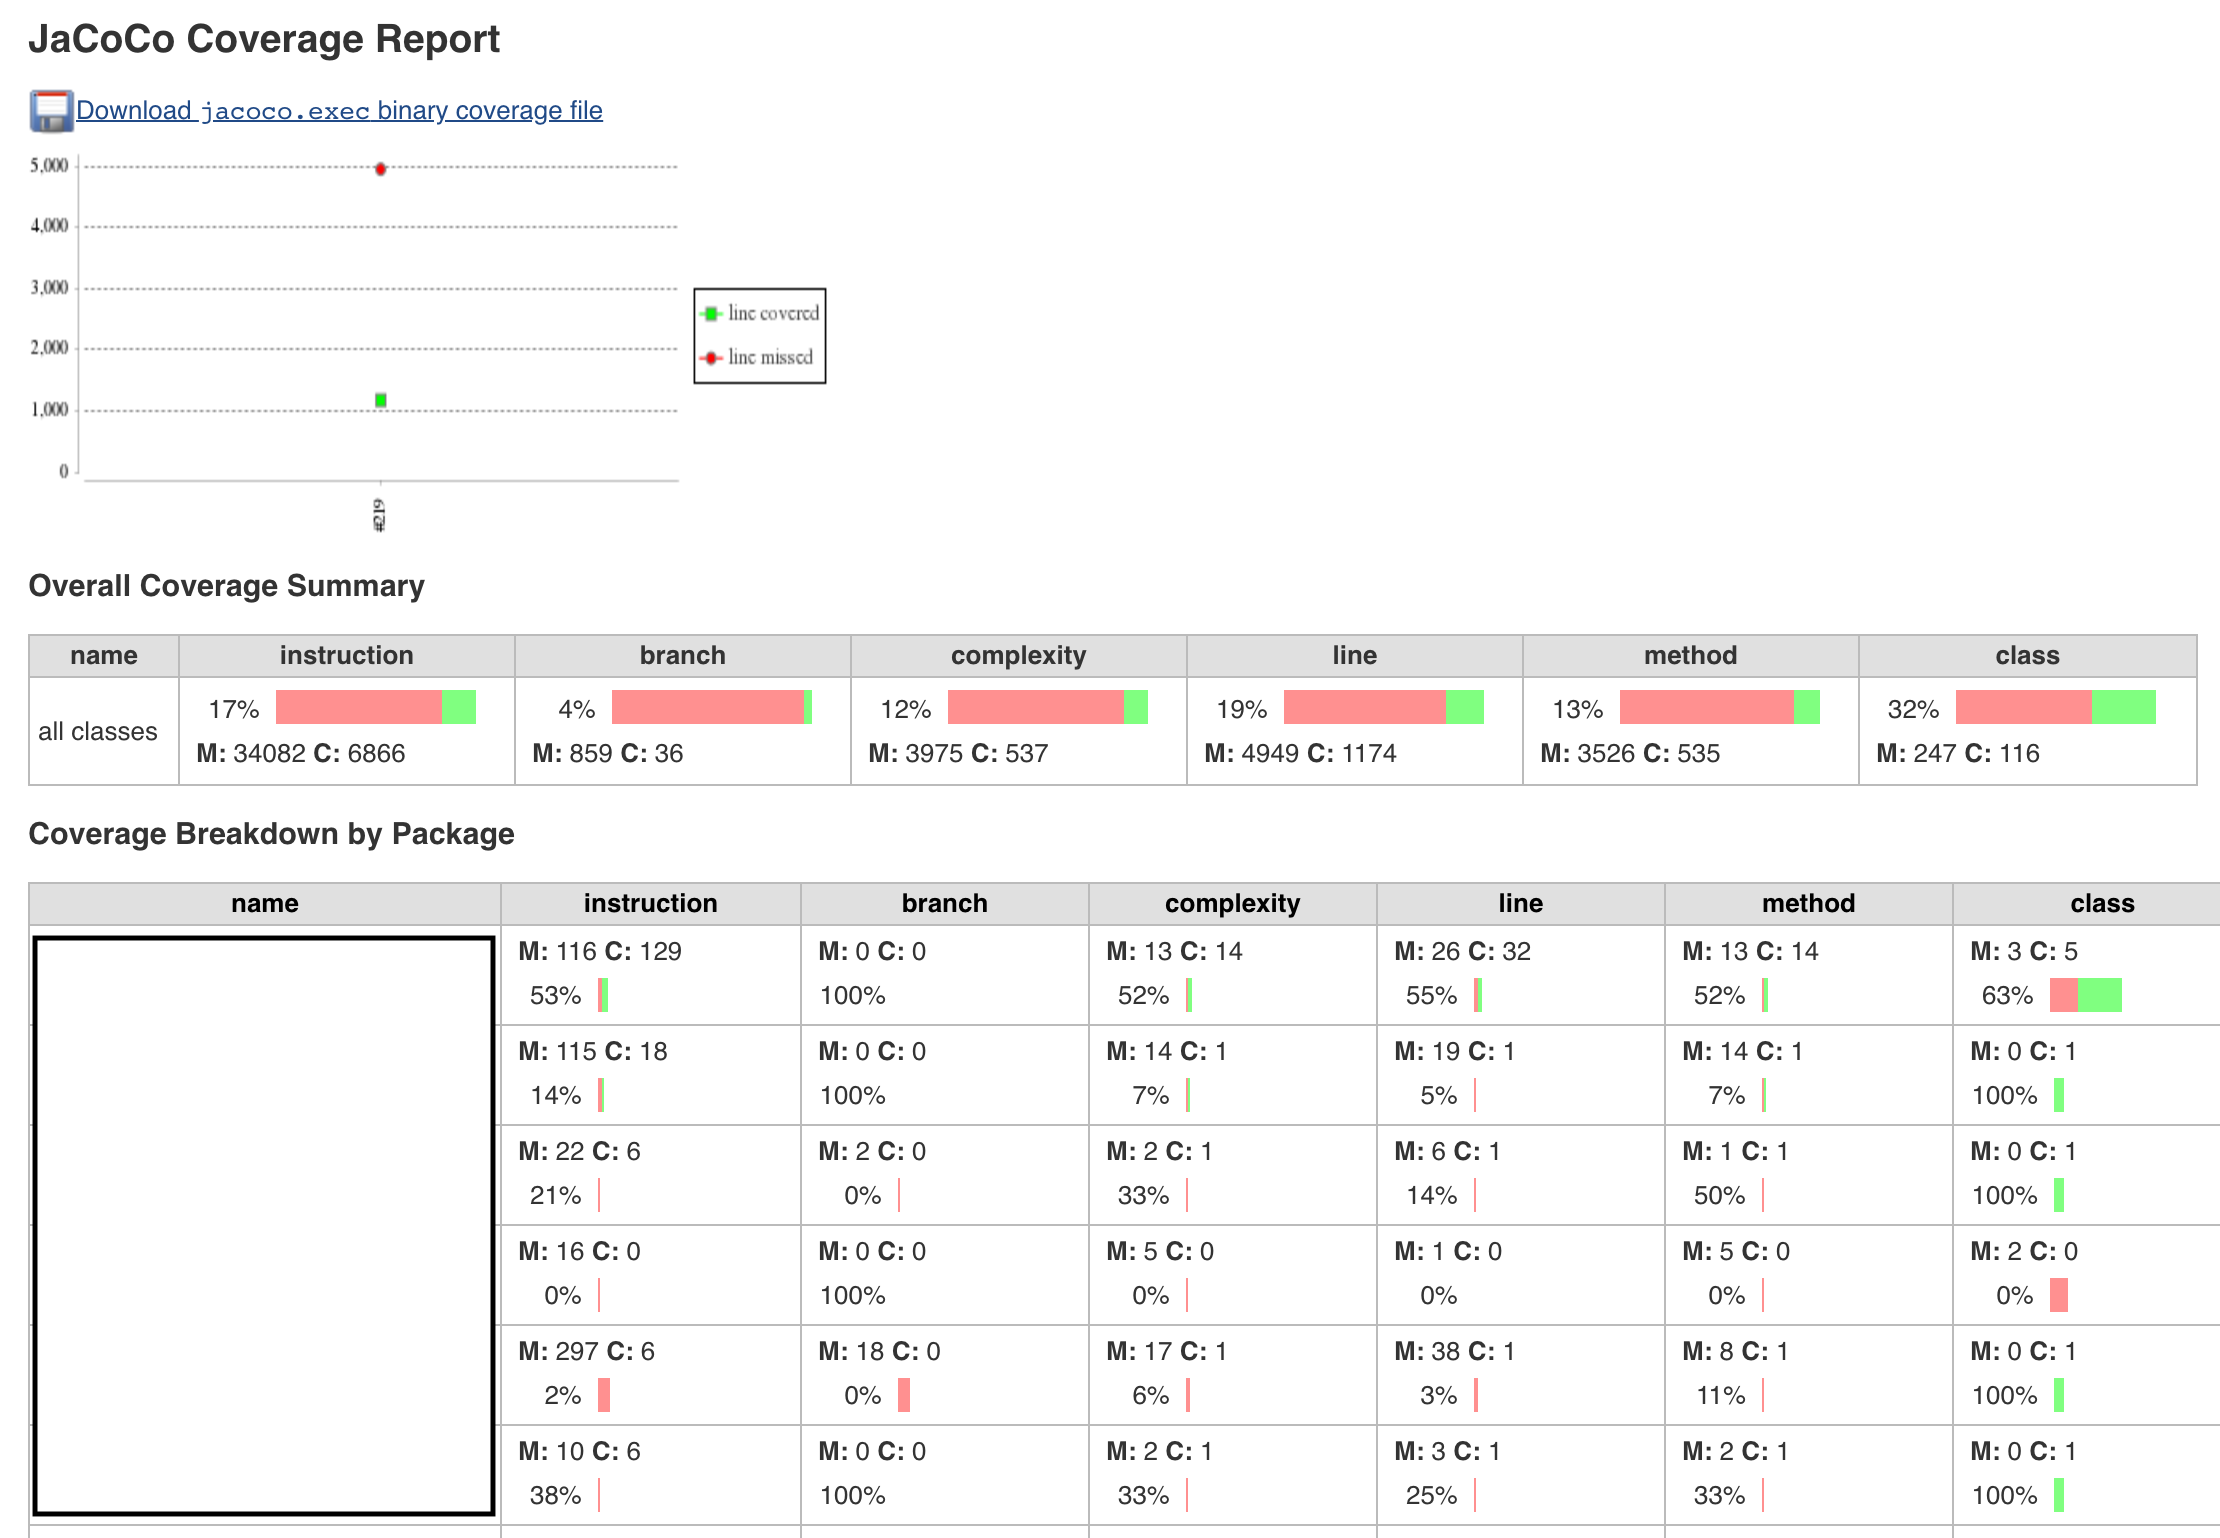 JaCoCo Coverage Report
Download jacoco.exec binary coverage file
5,000
4,000
3,000
2,000
1,000
0
#219
line covered
line missed
Overall Coverage Summary
name instruction branch complexity line method class
all classes
17% 4% 12% 19% 13% 32%
M: 34082 C: 6866 M: 859 C: 36 M: 3975 C: 537 M: 4949 C: 1174 M: 3526 C: 535 M: 247 C: 116
Coverage Breakdown by Package
name instruction branch complexity line method class
M: 116 C: 129 M: 0 C: 0 M: 13 C: 14 M: 26 C: 32 M: 13 C: 14 M: 3 C: 5
53% 100% 52% 55% 52% 63%
M: 115 C: 18 M: 0 C: 0 M: 14 C: 1 M: 19 C: 1 M: 14 C: 1 M: 0 C: 1
14% 100% 7% 5% 7% 100%
M: 22 C: 6 M: 2 C: 0 M: 2 C: 1 M: 6 C: 1 M: 1 C: 1 M: 0 C: 1
21% 0% 33% 14% 50% 100%
M: 16 C: 0 M: 0 C: 0 M: 5 C: 0 M: 1 C: 0 M: 5 C: 0 M: 2 C: 0
0% 100% 0% 0% 0% 0%
M: 297 C: 6 M: 18 C: 0 M: 17 C: 1 M: 38 C: 1 M: 8 C: 1 M: 0 C: 1
2% 0% 6% 3% 11% 100%
M: 10 C: 6 M: 0 C: 0 M: 2 C: 1 M: 3 C: 1 M: 2 C: 1 M: 0 C: 1
38% 100% 33% 25% 33% 100%